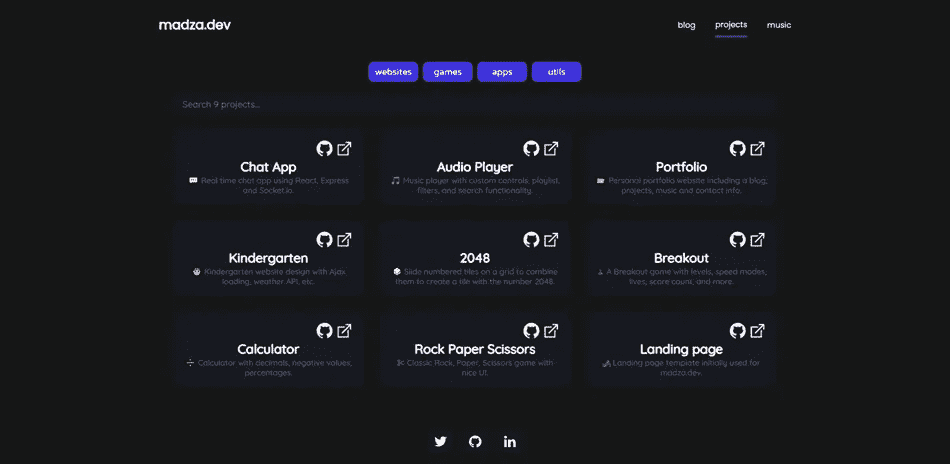 madza.dev
blog projects music
websites games apps utils
Search 9 projects...
Chat App
Real time chat app using React, Express
and Socket.io.
Audio Player
Music player with custom controls, playlist,
filters, and search functionality.
Portfolio
Personal portfolio website including a blog,
projects, music and contact info.
Kindergarten
Kindergarten website design with Ajax
loading, weather API, etc.
2048
Slide numbered tiles on a grid to combine
them to create a tile with the number 2048.
Breakout
A Breakout game with levels, speed modes,
lives, score count, and more.
Calculator
Calculator with decimals, negative values,
percentages.
Rock Paper Scissors
Classic Rock, Paper, Scissors game with
nice UI.
Landing page
Landing page template initially used for
madza.dev.